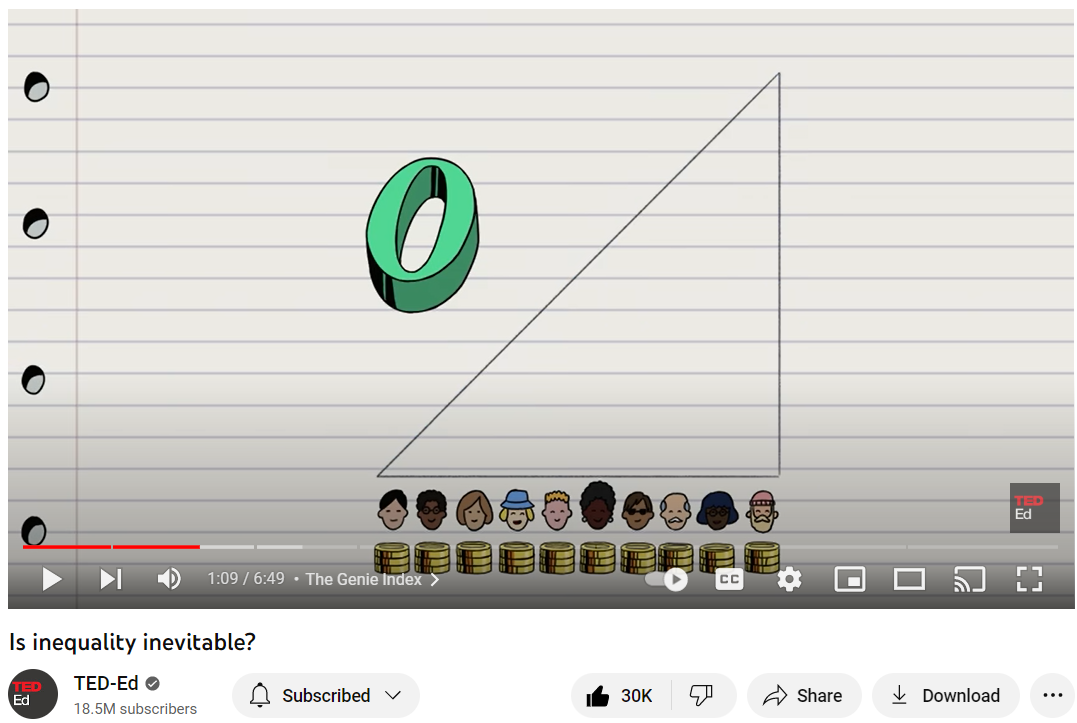 0
TED
Ed
1:09 / 6:49 • The Genie Index
CC
Is inequality inevitable?
TED
Ed
TED-Ed
18.5M subscribers
Subscribed
30K
Share
Download